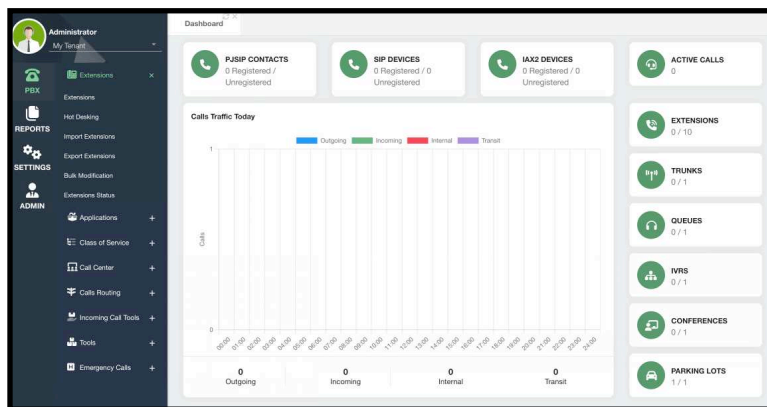 Administrator
My Tenant
PBX
REPORTS
SETTINGS
ADMIN
Extensions
Extensions
Hot Desking
Import Extensions
Export Extensions
Bulk Modification
Extensions Status
Applications
Class of Service
Call Center
Calls Routing
Incoming Call Tools
Tools
Emergency Calls
Dashboard
PJSIP CONTACTS
0 Registered /
Unregistered
SIP DEVICES
0 Registered / 0
Unregistered
IAX2 DEVICES
0 Registered / 0
Unregistered
ACTIVE CALLS
0
Calls Traffic Today
Outgoing Incoming Internal Transit
1
Calls
0
00:00 01:00 02:00 03:00 04:00 05:00 06:00 07:00 08:00 09:00 10:00 11:00 12:00 13:00 14:00 15:00 16:00 17:00 18:00 19:00 20:00 21:00 22:00 23:00 24:00
0 0 0 0
Outgoing Incoming Internal Transit
EXTENSIONS
0 / 10
TRUNKS
0 / 1
QUEUES
0 / 1
IVRS
0 / 1
CONFERENCES
0 / 1
PARKING LOTS
1 / 1